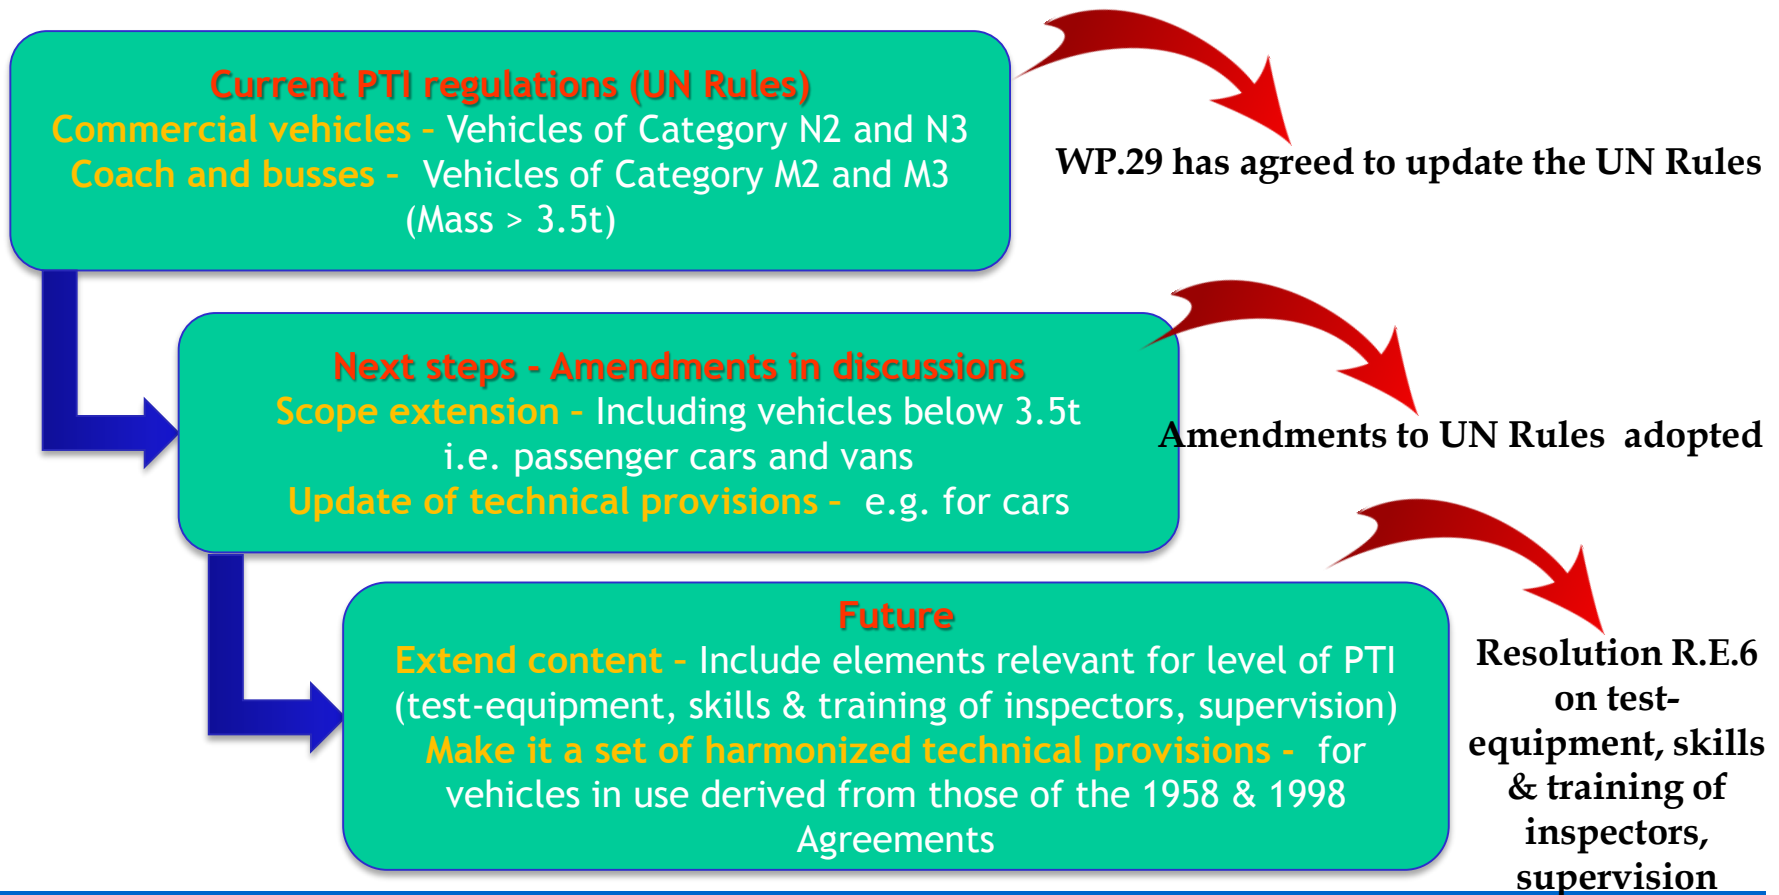 Current PTI regulations (UN Rules)
Commercial vehicles – Vehicles of Category N2 and N3
Coach and busses – Vehicles of Category M2 and M3
(Mass > 3.5t)
WP.29 has agreed to update the UN Rules
Next steps - Amendments in discussions
Scope extension – Including vehicles below 3.5t
i.e. passenger cars and vans
Update of technical provisions – e.g. for cars
Amendments to UN Rules adopted
Future
Extend content – Include elements relevant for level of PTI
(test-equipment, skills & training of inspectors, supervision)
Make it a set of harmonized technical provisions - for
vehicles in use derived from those of the 1958 & 1998
Agreements
Resolution R.E.6
on test-
equipment, skills
& training of
inspectors,
supervision